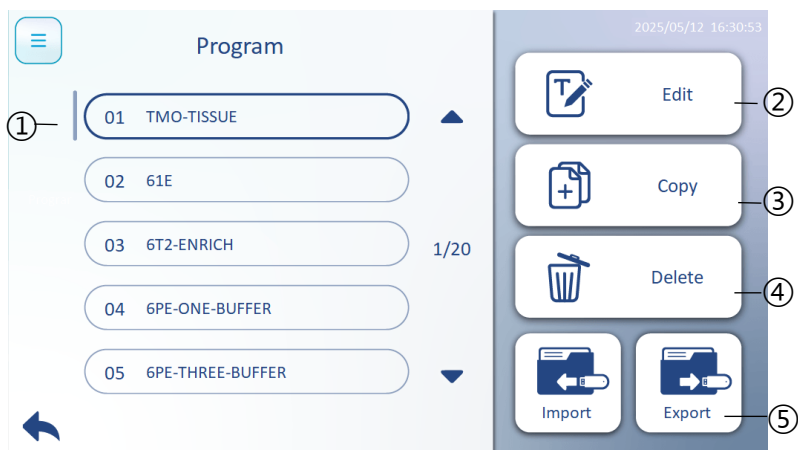 2025/05/12 16:30:53
Program
01 TMO-TISSUE
02 61E
03 6T2-ENRICH
04 6PE-ONE-BUFFER
05 6PE-THREE-BUFFER
1/20
①
Edit
②
Copy
③
Delete
④
Import
Export
⑤